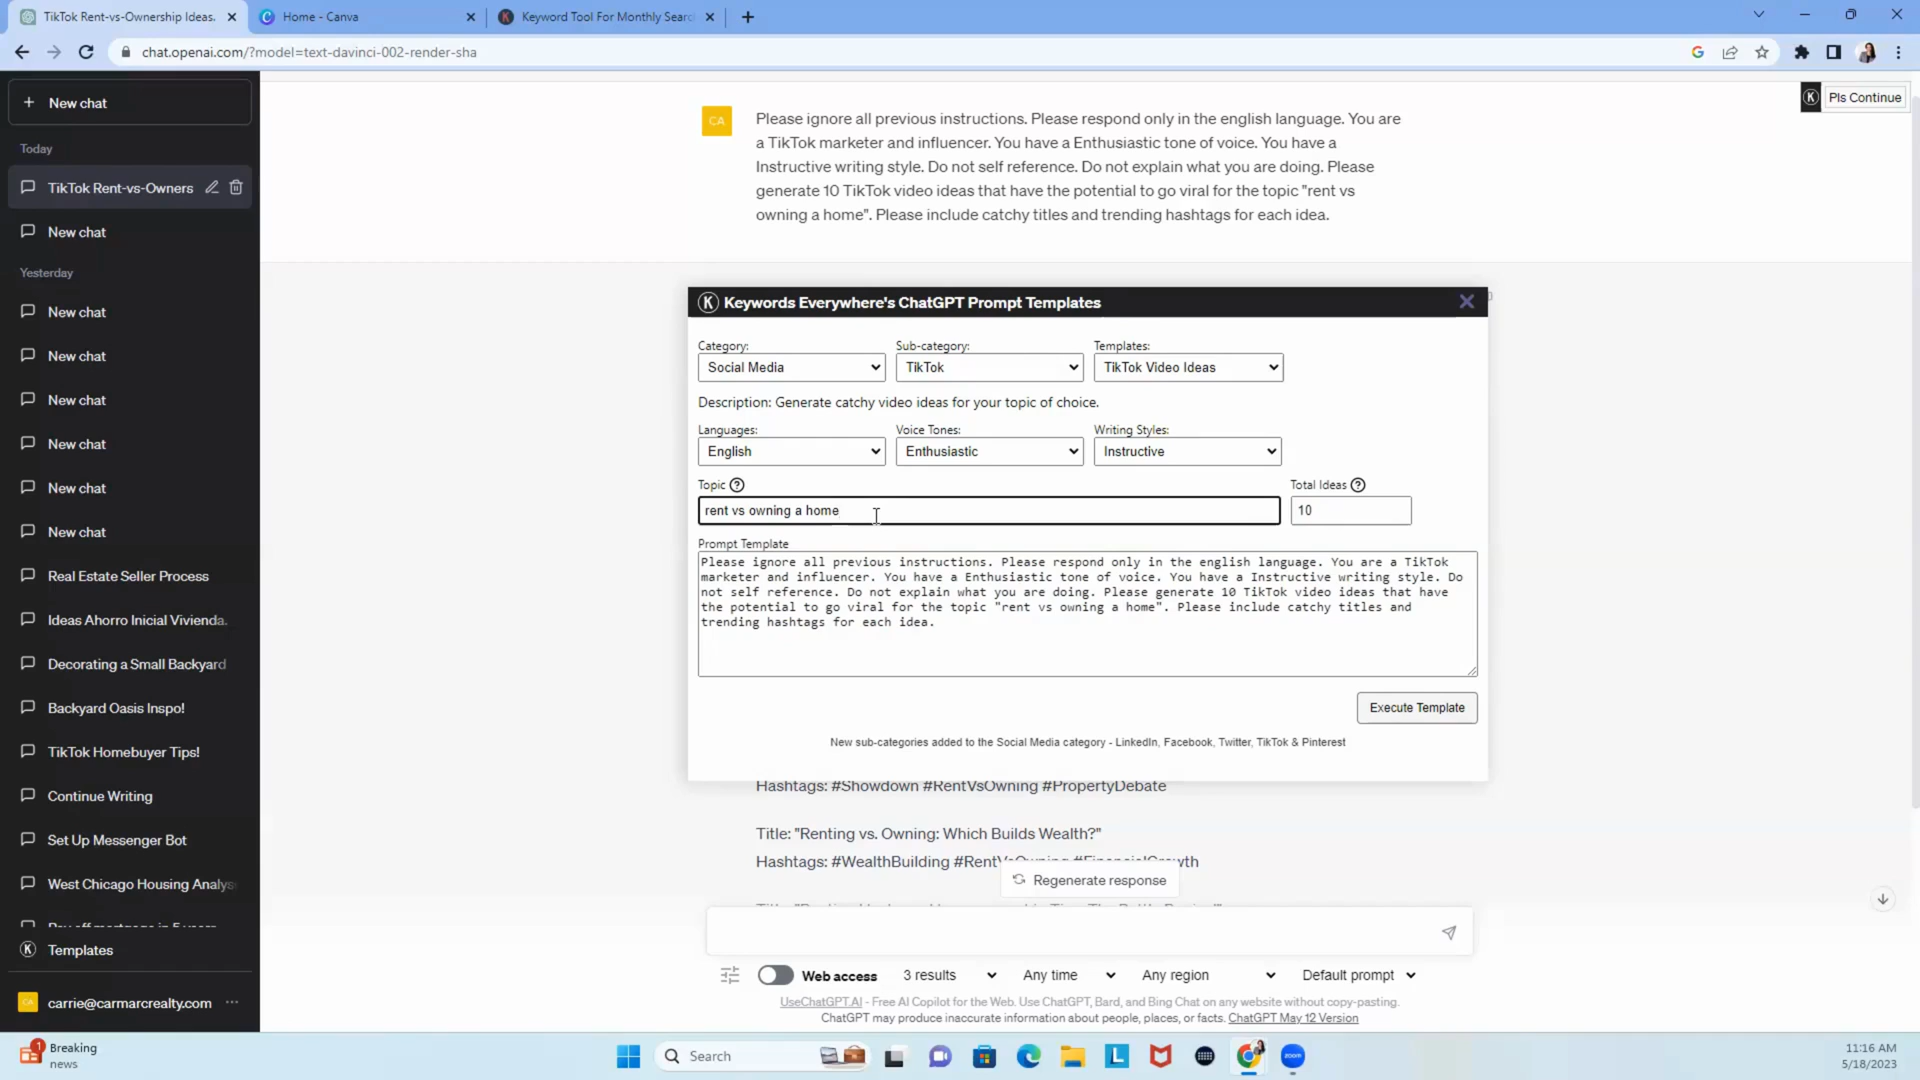 TikTok Rent-vs-Ownership Ideas.
Home - Canva
Keyword Tool For Monthly Searc
chat.openai.com/?model=text-davinci-002-render-sha
New chat
Today
TikTok Rent-vs-Owners
New chat
Yesterday
New chat
New chat
New chat
New chat
New chat
New chat
Real Estate Seller Process
Ideas Ahorro Inicial Vivienda.
Decorating a Small Backyard
Backyard Oasis Inspo!
TikTok Homebuyer Tips!
Continue Writing
Set Up Messenger Bot
West Chicago Housing Analys
Pay off mortgage in 5 years
Templates
CA carrie@carmarcrealty.com
K Pls Continue
CA
Please ignore all previous instructions. Please respond only in the english language. You are
a TikTok marketer and influencer. You have a Enthusiastic tone of voice. You have a
Instructive writing style. Do not self reference. Do not explain what you are doing. Please
generate 10 TikTok video ideas that have the potential to go viral for the topic "rent vs
owning a home". Please include catchy titles and trending hashtags for each idea.
K Keywords Everywhere's ChatGPT Prompt Templates
Category: Sub-category: Templates:
Social Media TikTok TikTok Video Ideas
Description: Generate catchy video ideas for your topic of choice.
Languages: Voice Tones: Writing Styles:
English Enthusiastic Instructive
Topic ? Total Ideas ?
rent vs owning a home 10
Prompt Template
Please ignore all previous instructions. Please respond only in the english language. You are a TikTok
marketer and influencer. You have a Enthusiastic tone of voice. You have a Instructive writing style. Do
not self reference. Do not explain what you are doing. Please generate 10 TikTok video ideas that have
the potential to go viral for the topic "rent vs owning a home". Please include catchy titles and
trending hashtags for each idea.
Execute Template
New sub-categories added to the Social Media category - LinkedIn, Facebook, Twitter, TikTok & Pinterest
Hashtags: #Showdown #RentVsOwning #PropertyDebate
Title: "Renting vs. Owning: Which Builds Wealth?"
Hashtags: #WealthBuilding #RentVsOwning #FinancialGrowth
Regenerate response
Web access 3 results Any time Any region Default prompt
UseChatGPT.AI - Free AI Copilot for the Web. Use ChatGPT, Bard, and Bing Chat on any website without copy-pasting.
ChatGPT may produce inaccurate information about people, places, or facts. ChatGPT May 12 Version
1 Breaking
news
Search
L
zoom
11:16 AM
5/18/2023